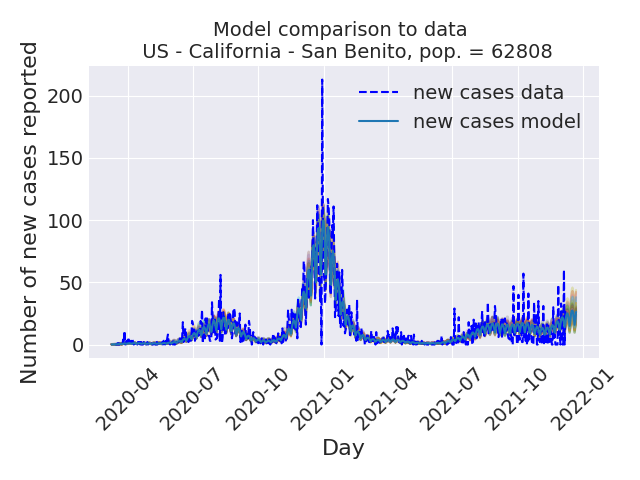 Model comparison to data
US - California - San Benito, pop. = 62808
Number of new cases reported
200
150
100
50
0
new cases data
new cases model
2020-04
2020-07
2020-10
2021-01
2021-04
2021-07
2021-10
2022-01
Day